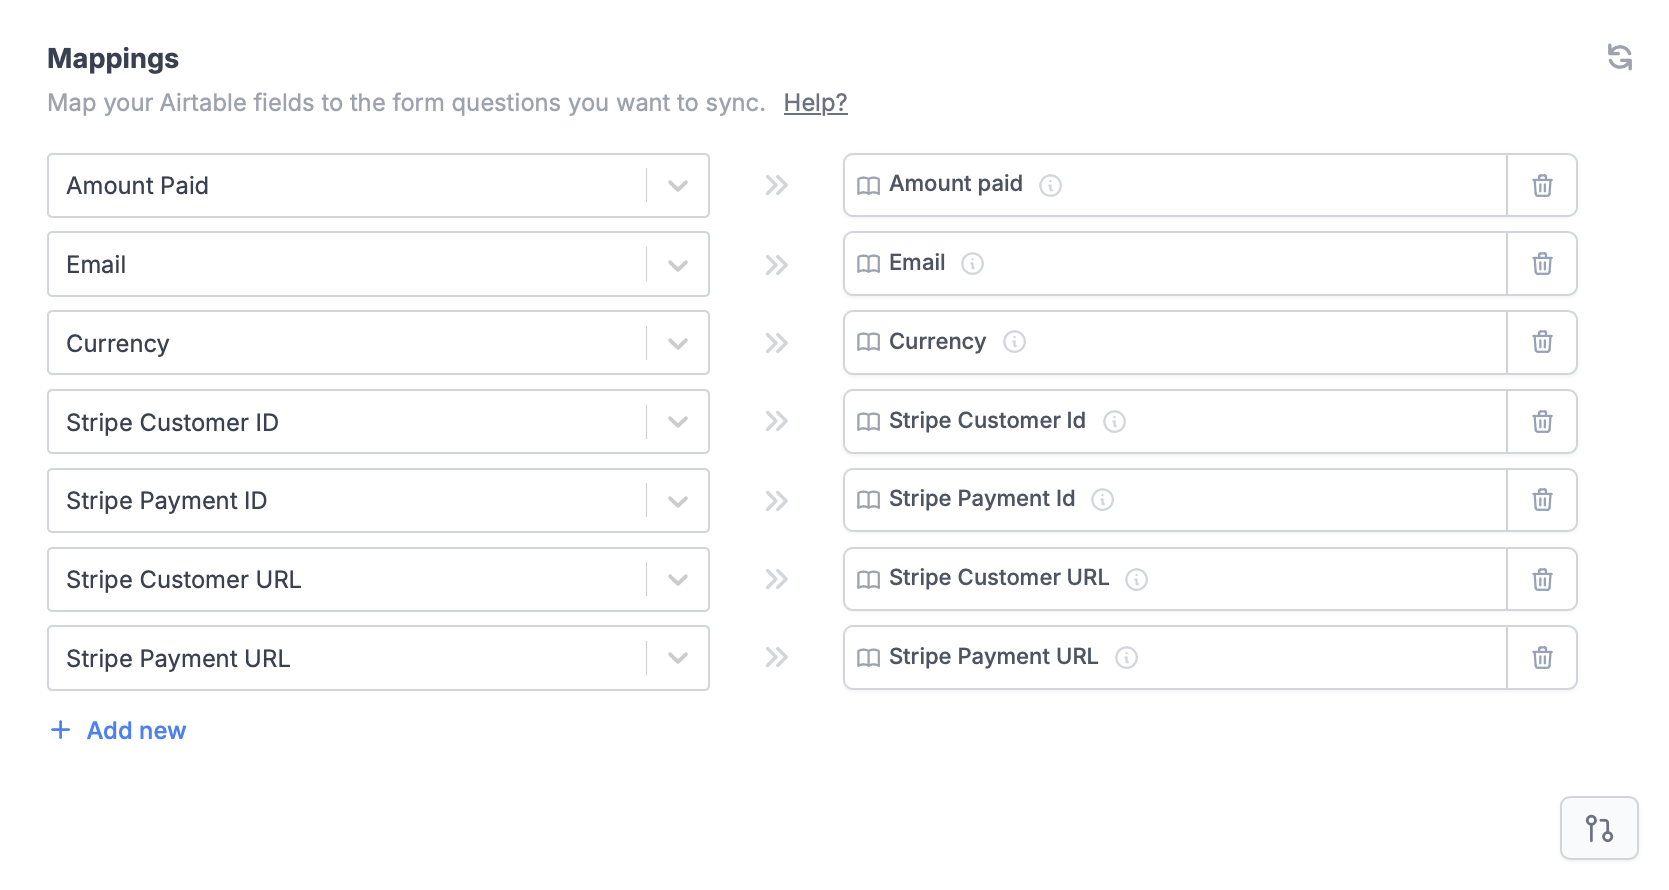 Mappings
Map your Airtable fields to the form questions you want to sync. Help?
Amount Paid Amount paid
Email Email
Currency Currency
Stripe Customer ID Stripe Customer Id
Stripe Payment ID Stripe Payment Id
Stripe Customer URL Stripe Customer URL
Stripe Payment URL Stripe Payment URL
+ Add new